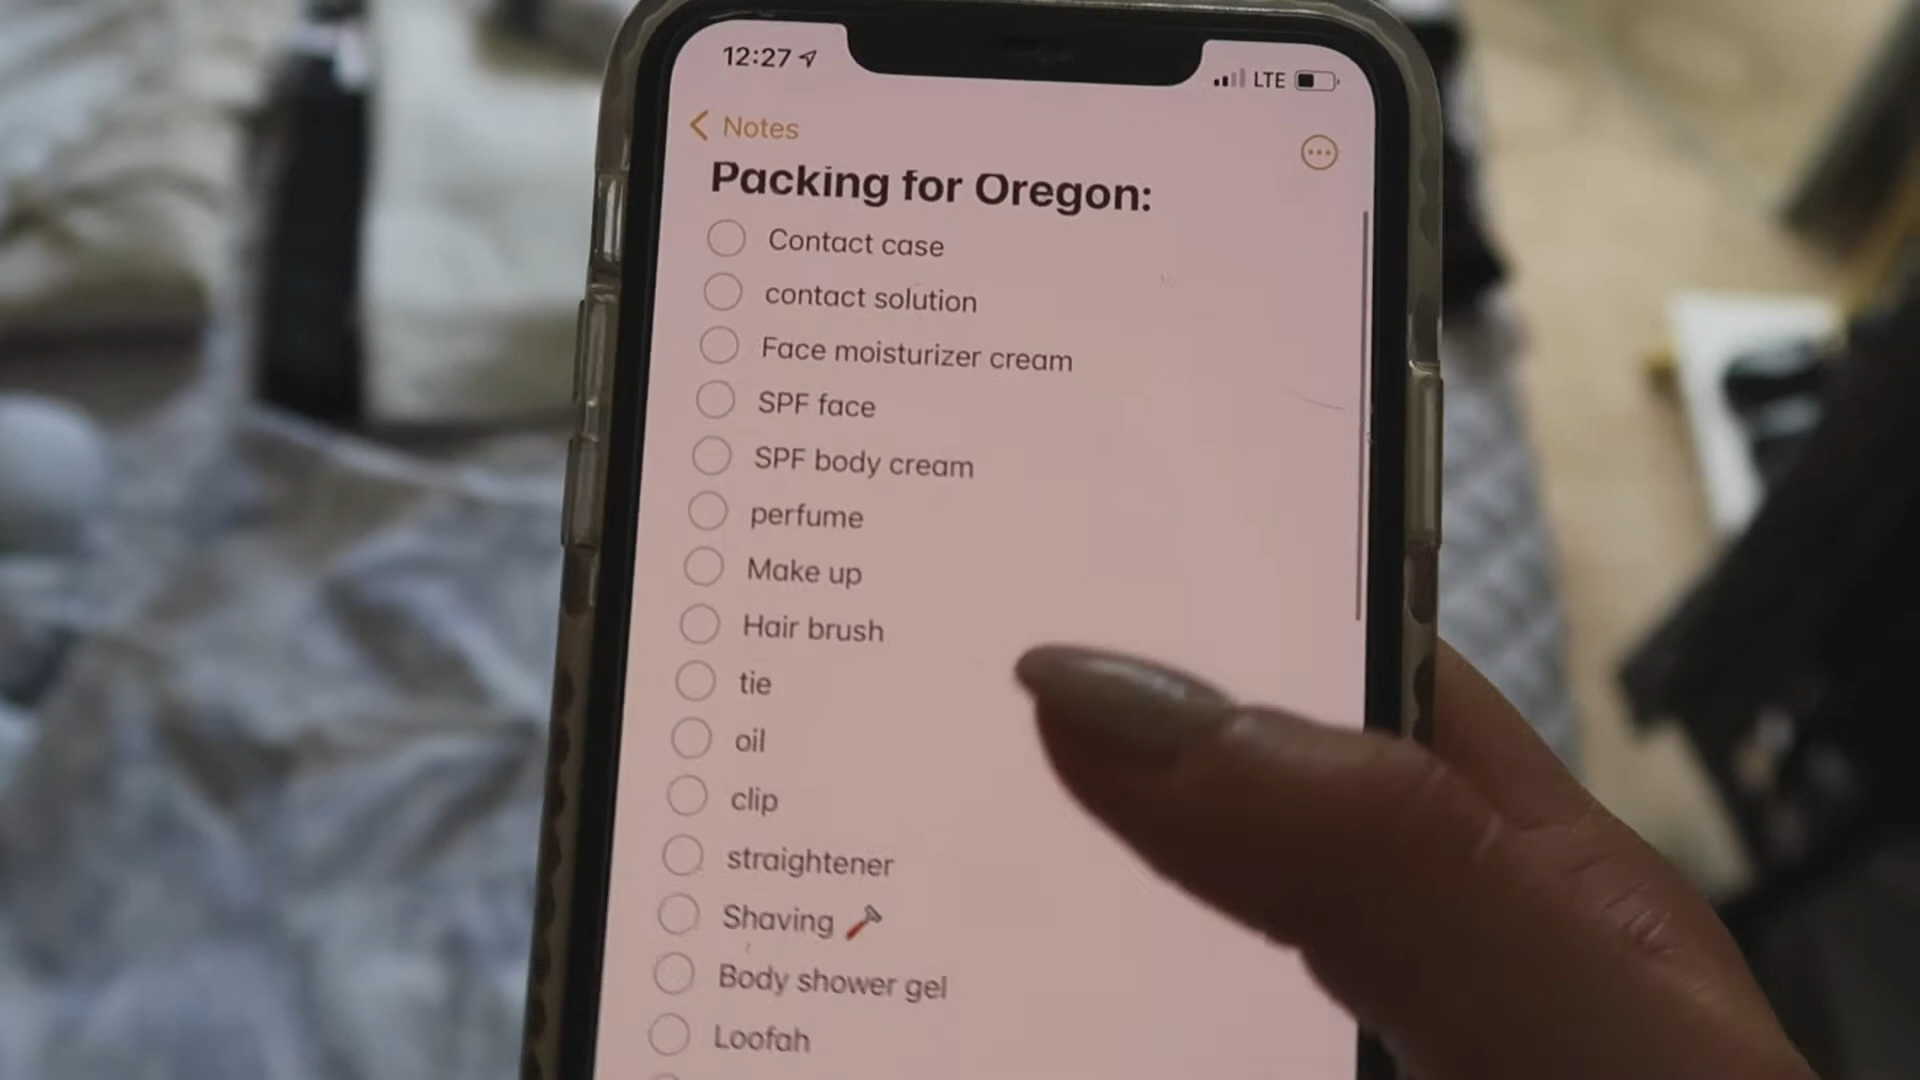 12:27
LTE
Notes
Packing for Oregon:
Contact case
contact solution
Face moisturizer cream
SPF face
SPF body cream
perfume
Make up
Hair brush
tie
oil
clip
straightener
Shaving 🪒
Body shower gel
Loofah